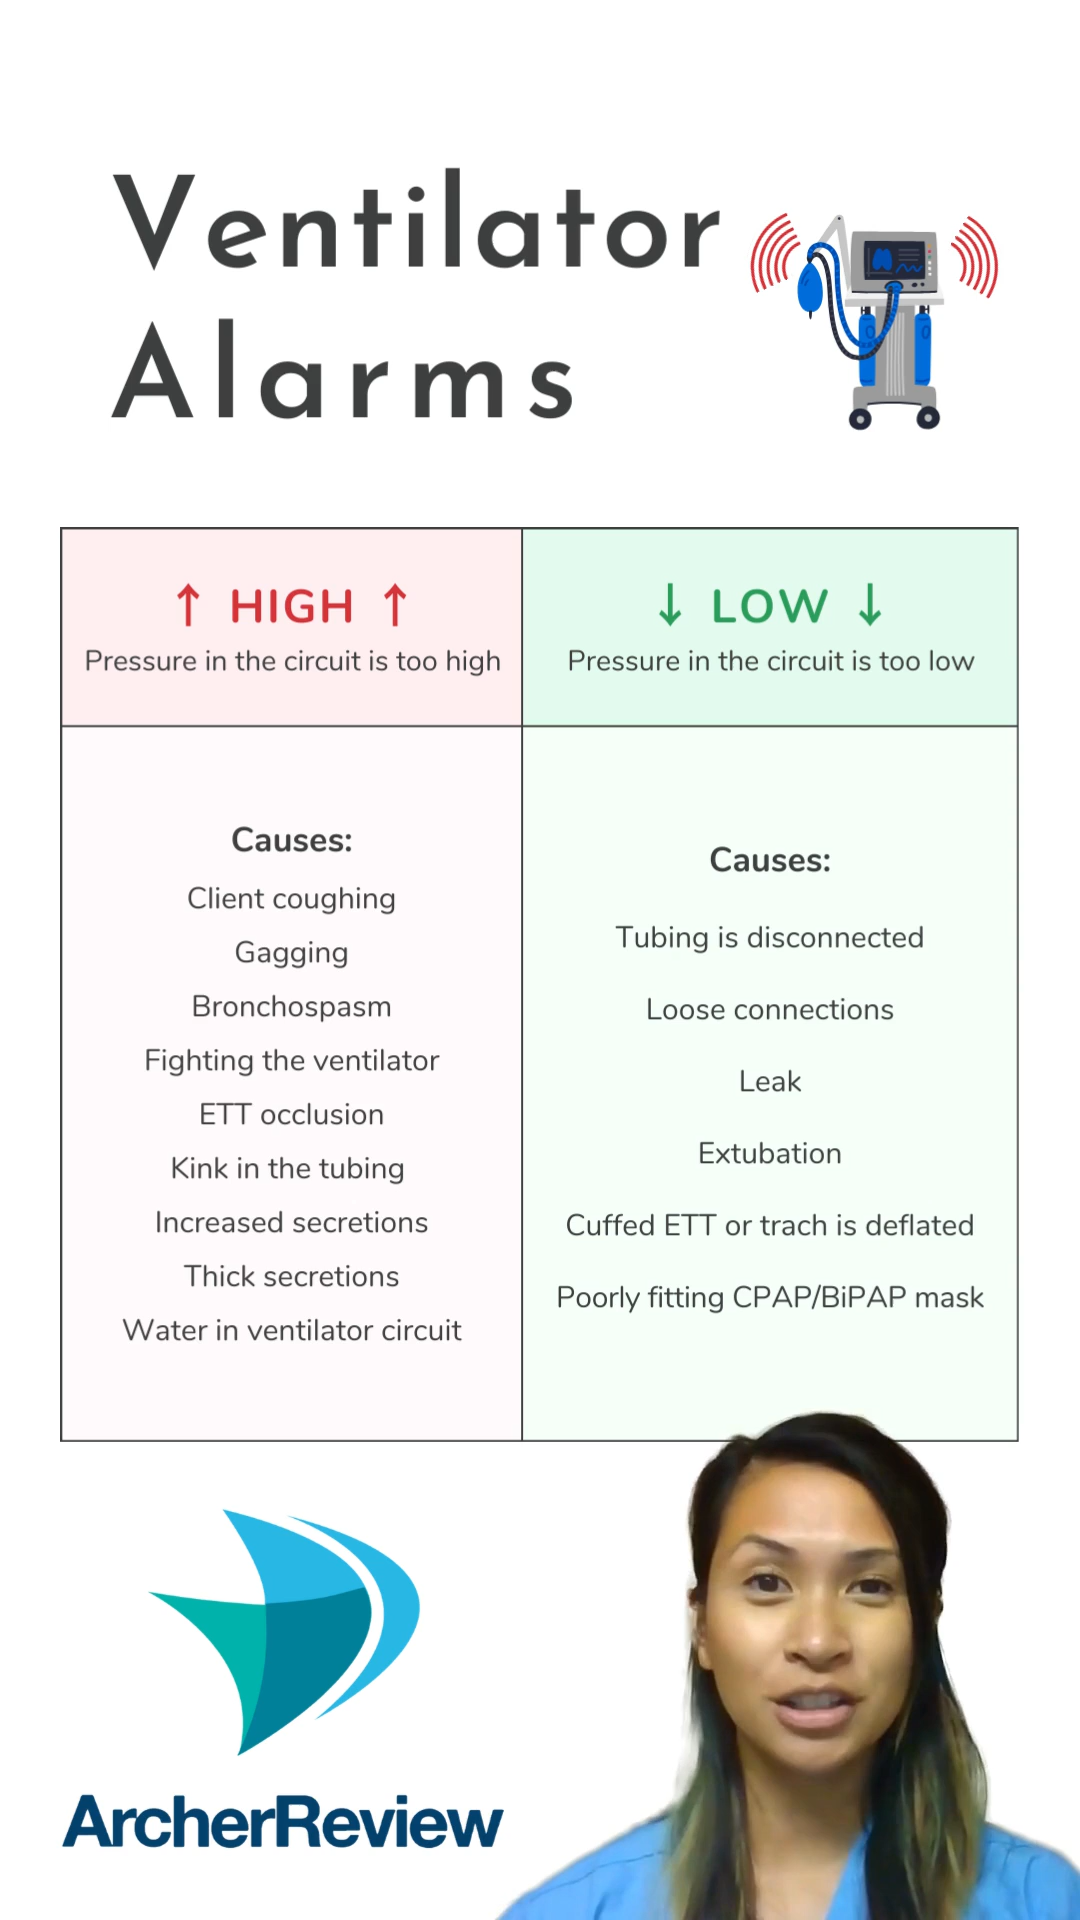 Ventilator
Alarms
↑ HIGH ↑
Pressure in the circuit is too high
↓ LOW ↓
Pressure in the circuit is too low
Causes:
Client coughing
Gagging
Bronchospasm
Fighting the ventilator
ETT occlusion
Kink in the tubing
Increased secretions
Thick secretions
Water in ventilator circuit
Causes:
Tubing is disconnected
Loose connections
Leak
Extubation
Cuffed ETT or trach is deflated
Poorly fitting CPAP/BiPAP mask
ArcherReview